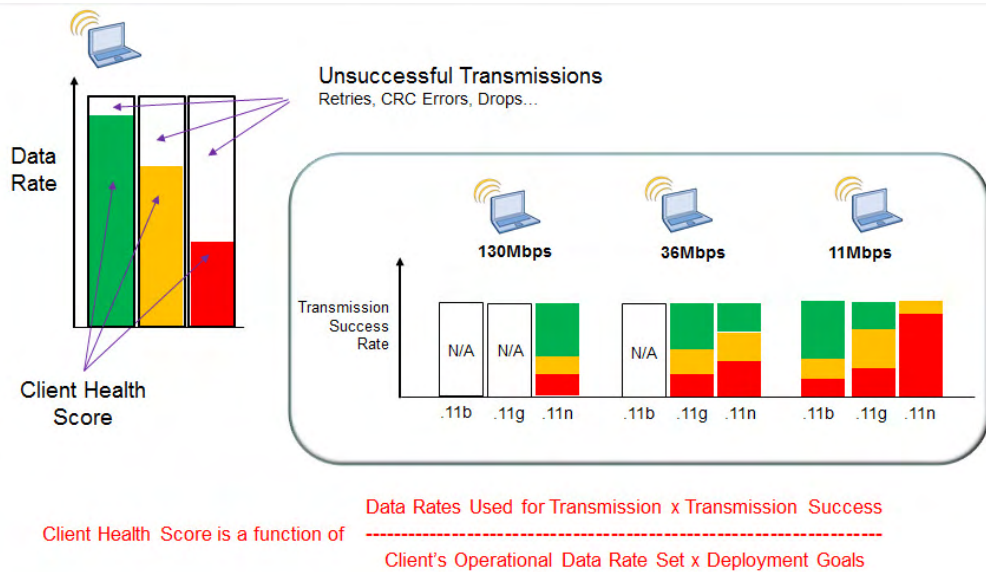 Unsuccessful Transmissions
Retries, CRC Errors, Drops...
Data
Rate
Client Health
Score
130Mbps
36Mbps
11Mbps
Transmission
Success
Rate
N/A
N/A
N/A
.11b
.11g
.11n
.11b
.11g
.11n
.11b
.11g
.11n
Client Health Score is a function of
Data Rates Used for Transmission x Transmission Success
Client's Operational Data Rate Set x Deployment Goals